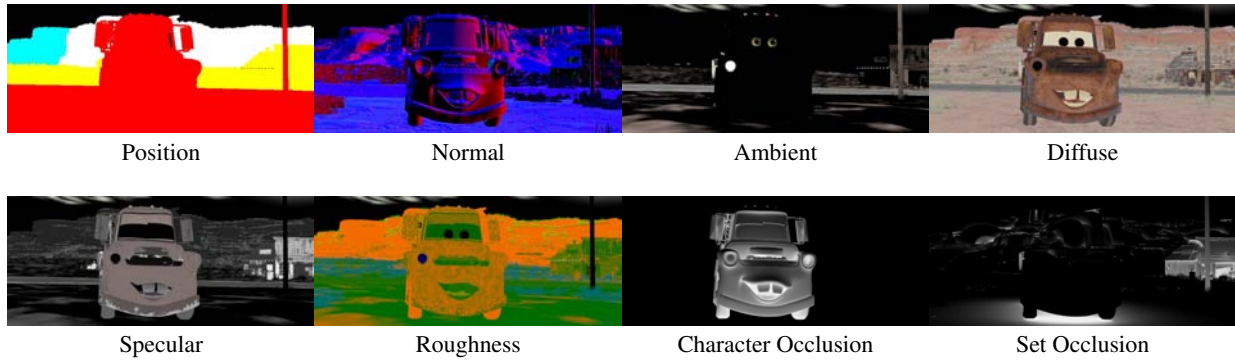 Position
Normal
Ambient
Diffuse
Specular
Roughness
Character Occlusion
Set Occlusion